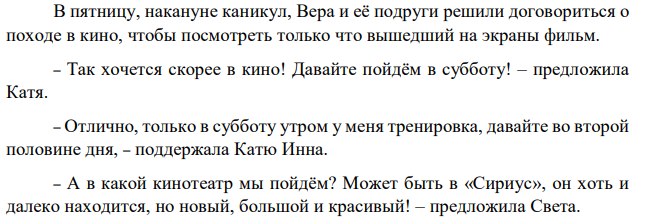 В пятницу, накануне каникул, Вера и её подруги решили договориться о
походе в кино, чтобы посмотреть только что вышедший на экраны фильм.
– Так хочется скорее в кино! Давайте пойдём в субботу! – предложила
Катя.
– Отлично, только в субботу утром у меня тренировка, давайте во второй
половине дня, – поддержала Катю Инна.
– А в какой кинотеатр мы пойдём? Может быть в «Сириус», он хоть и
далеко находится, но новый, большой и красивый! – предложила Света.